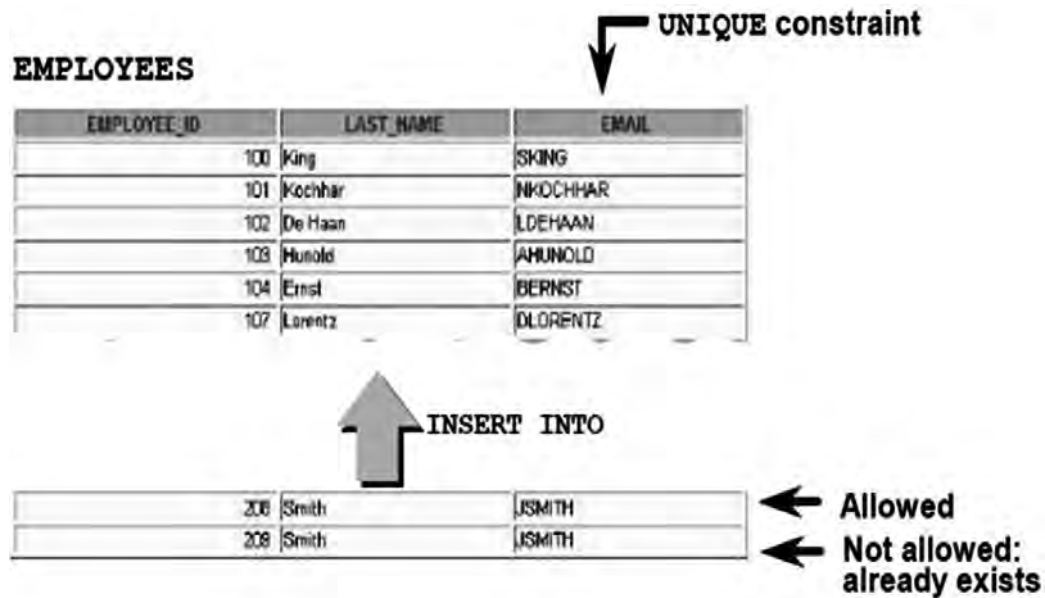 UNIQUE constraint
EMPLOYEES
EMPLOYEE_ID LAST_NAME EMAIL
100 King SKING
101 Kochhar NKOCHHAR
102 De Haan LDEHAAN
103 Hunold AHUNOLD
104 Ernst BERNST
107 Lorentz DLORENTZ
INSERT INTO
208 Smith JSMITH
Allowed
209 Smith JSMITH
Not allowed:
already exists